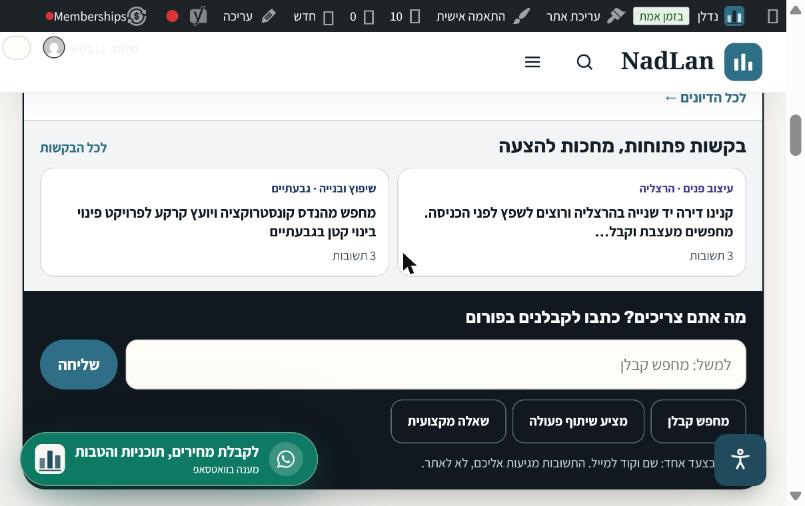 נדלן
בזמן אמת
עריכת אתר
התאמה אישית
10
0
חדש
עריכה
Memberships
שלום, בן בטש
NadLan
לכל הדיונים ←
בקשות פתוחות, מחכות להצעה
לכל הבקשות
עיצוב פנים · הרצליה
קנינו דירה יד שנייה בהרצליה ורוצים לשפץ לפני הכניסה.
מחפשים מעצבת וקבל...
3 תשובות
שיפוץ ובנייה · גבעתיים
מחפש מהנדס קונסטרוקציה ויועץ קרקע לפרויקט פינוי
בינוי קטן בגבעתיים
3 תשובות
מה אתם צריכים? כתבו לקבלנים בפורום
למשל: מחפש קבלן
שליחה
מחפש קבלן
מציע שיתוף פעולה
שאלה מקצועית
בצעד אחד: שם וקוד למייל. התשובות מגיעות אליכם, לא לאתר.
לקבלת מחירים, תוכניות והטבות
מענה בוואטסאפ